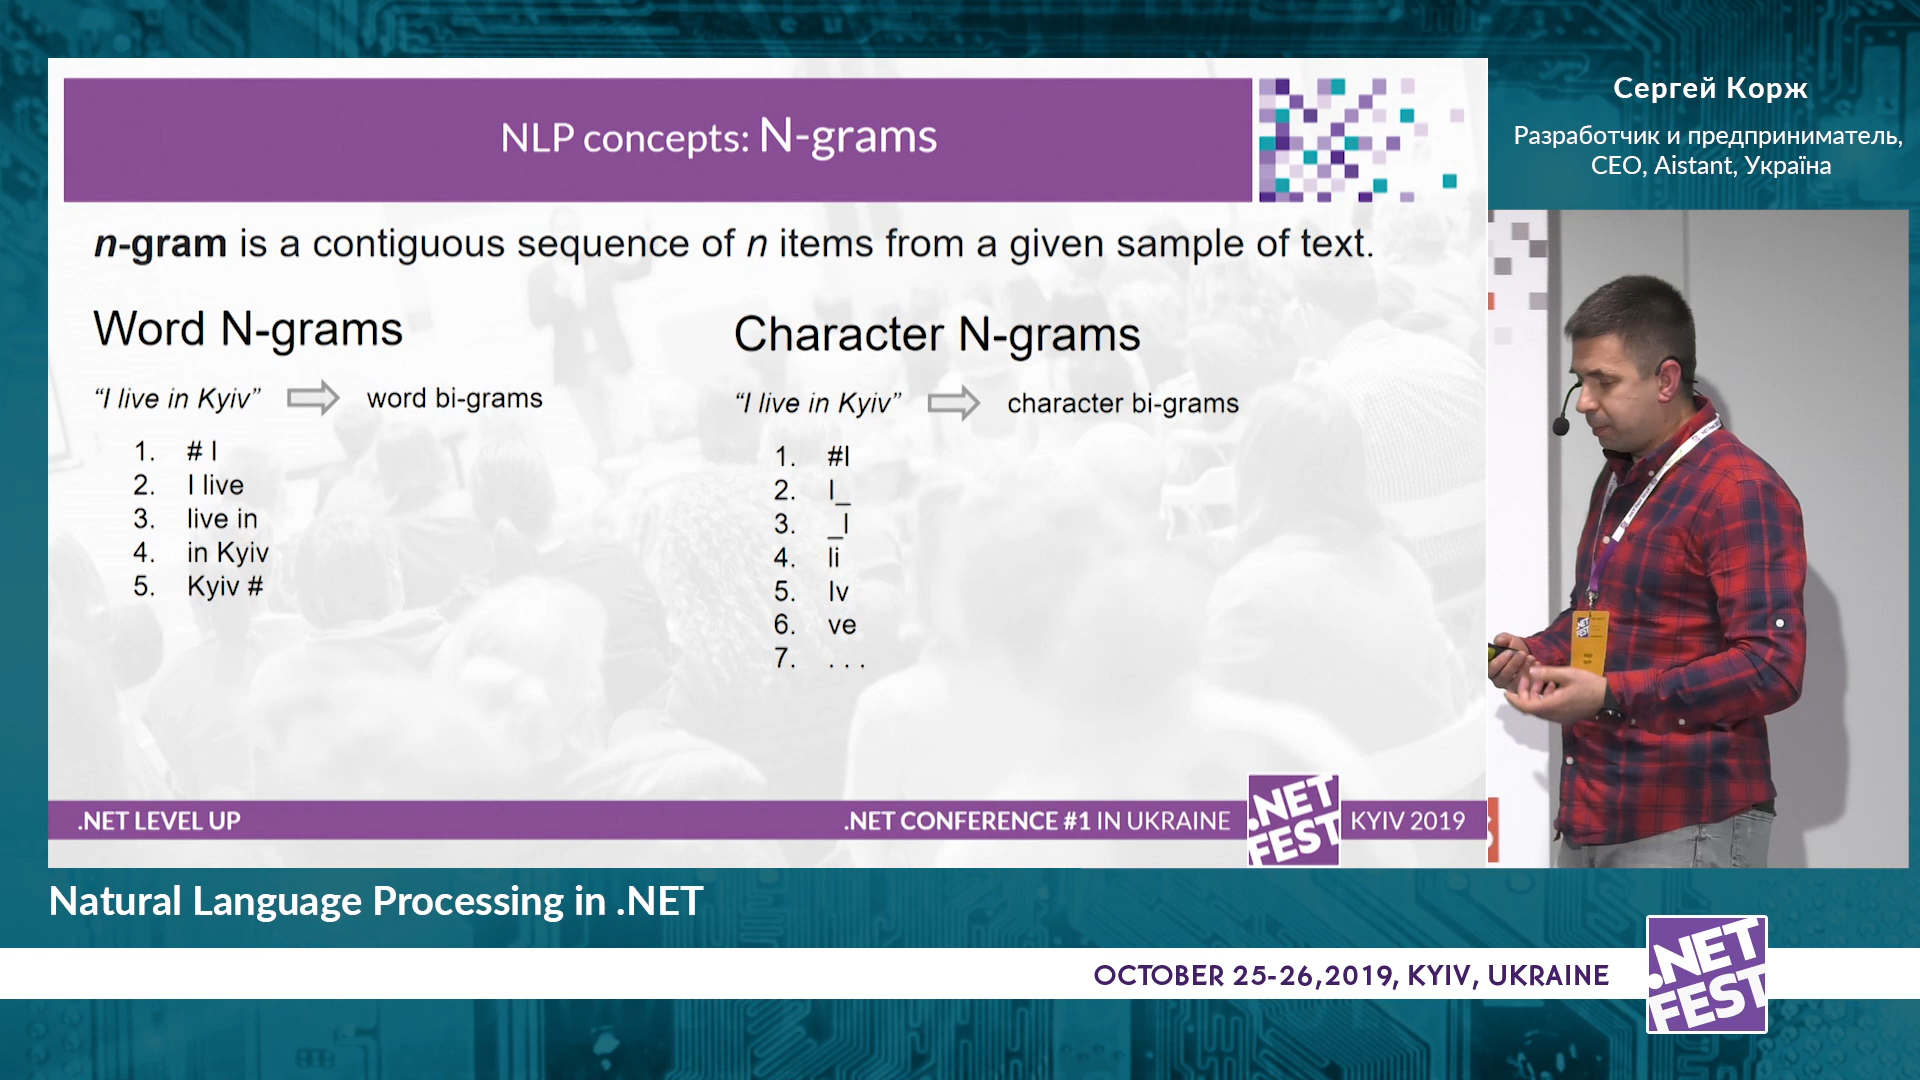 NLP concepts: N-grams
n-gram is a contiguous sequence of n items from a given sample of text.
Word N-grams
“I live in Kyiv” word bi-grams
1. # I
2. I live
3. live in
4. in Kyiv
5. Kyiv #
Character N-grams
“I live in Kyiv” character bi-grams
1. #I
2. I_
3. _l
4. li
5. Iv
6. ve
7. . . .
.NET LEVEL UP
.NET CONFERENCE #1 IN UKRAINE
.NET
FEST
KYIV 2019
Сергей Корж
Разработчик и предприниматель,
CEO, Aistant, Україна
Natural Language Processing in .NET
OCTOBER 25-26,2019, KYIV, UKRAINE
.NET
FEST